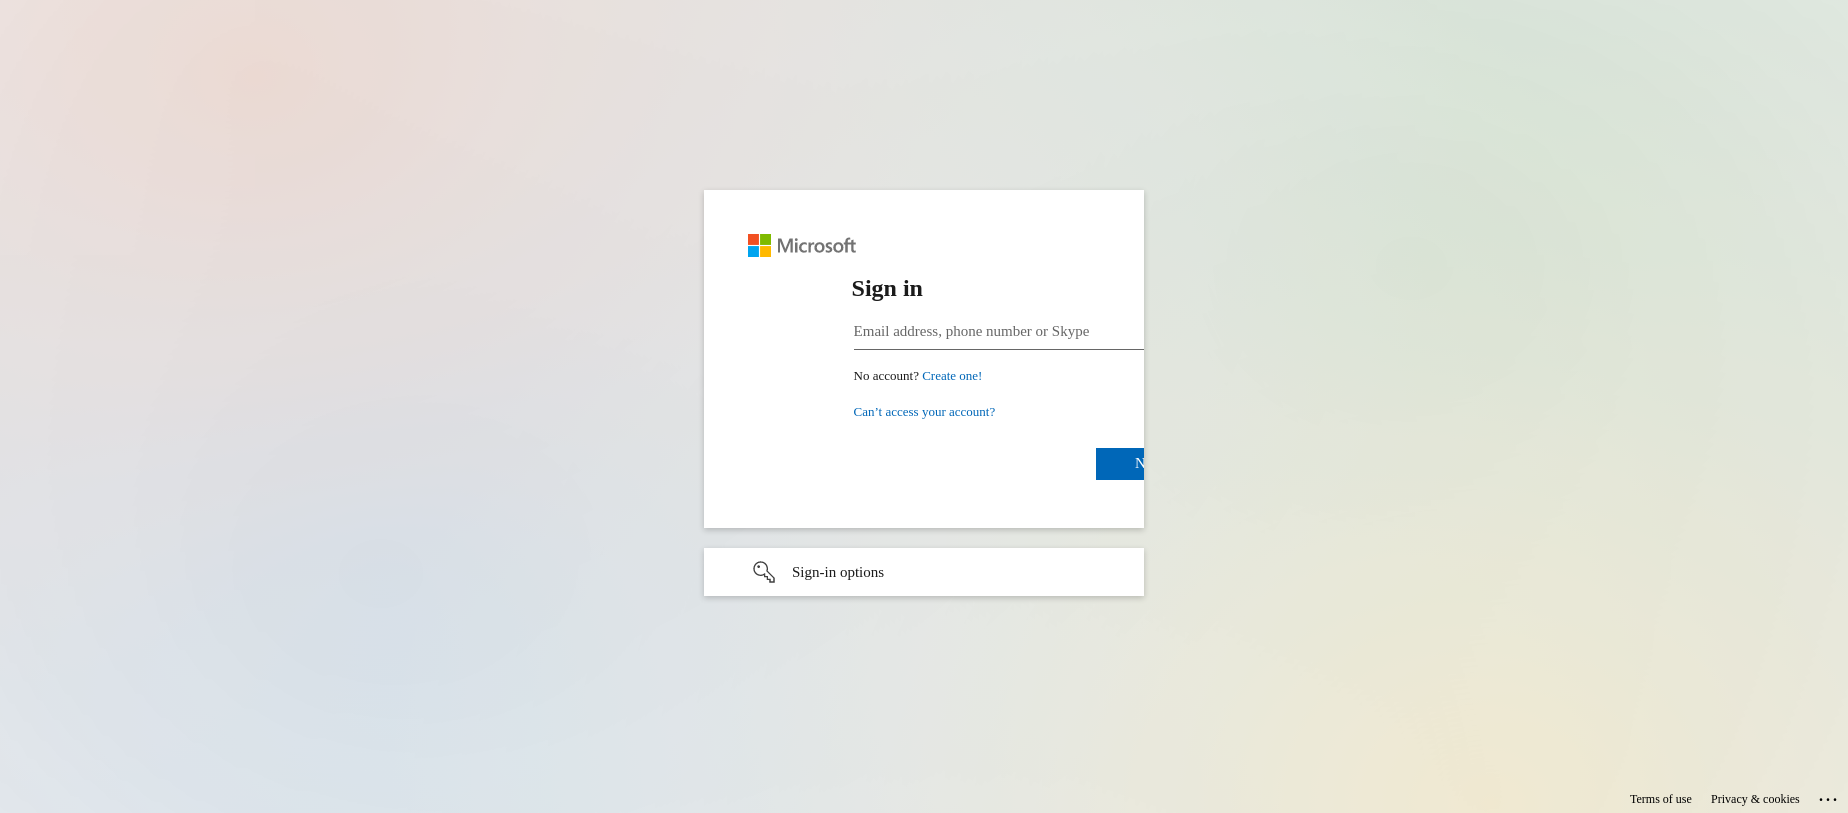 Microsoft
Sign in
Email address, phone number or Skype
No account? Create one!
Can’t access your account?
N
Sign-in options
Terms of use
Privacy & cookies
...